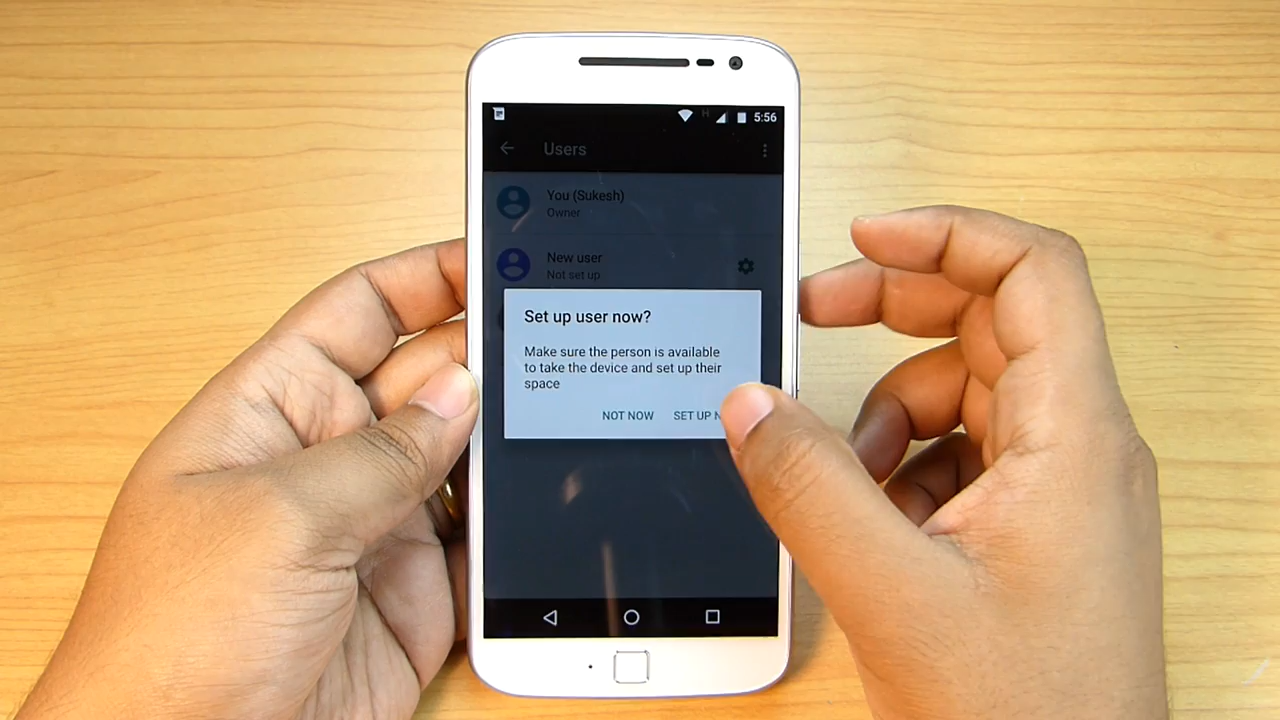 H 5:56
Users
You (Sukesh)
Owner
New user
Not set up
Set up user now?
Make sure the person is available
to take the device and set up their
space
NOT NOW SET UP